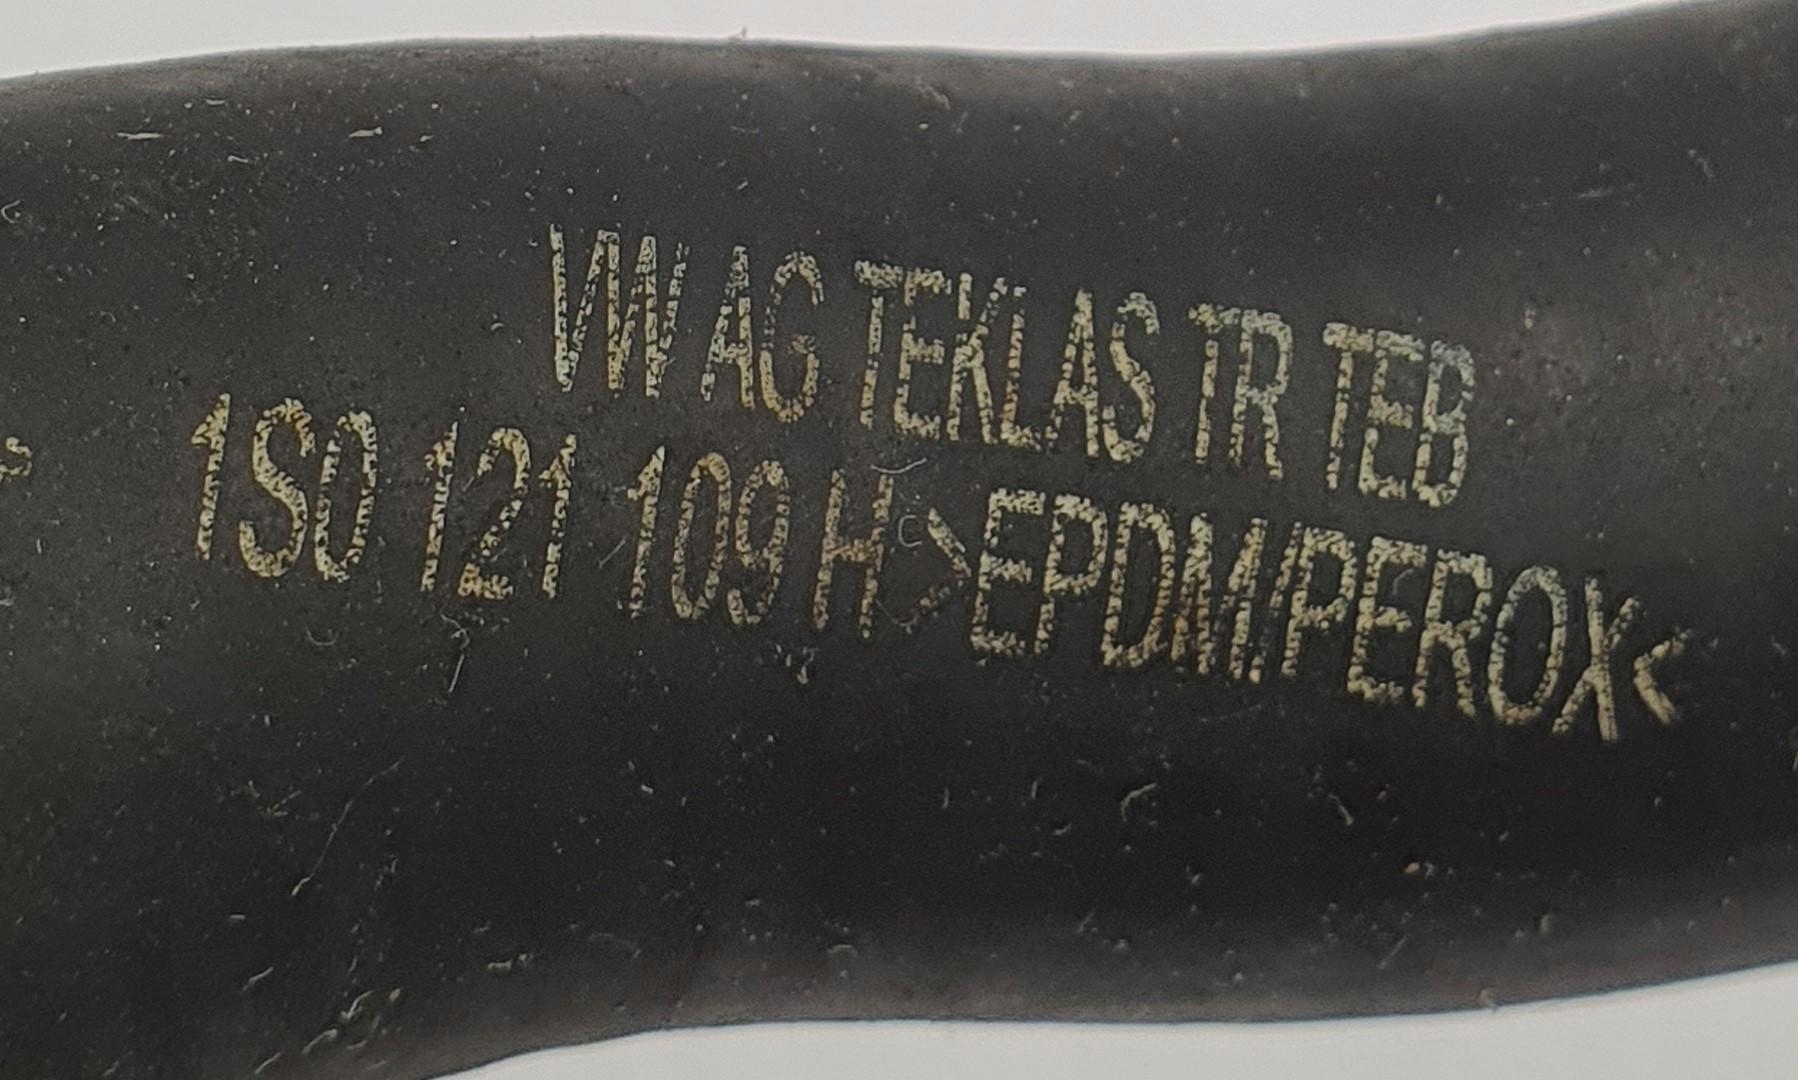 VW AG TEKLAS TR TEB
1S0 121 109 H >EPDM/PEROX<